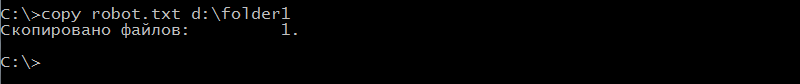 C:\>copy robot.txt d:\folder1
Скопировано файлов:         1.
C:\>